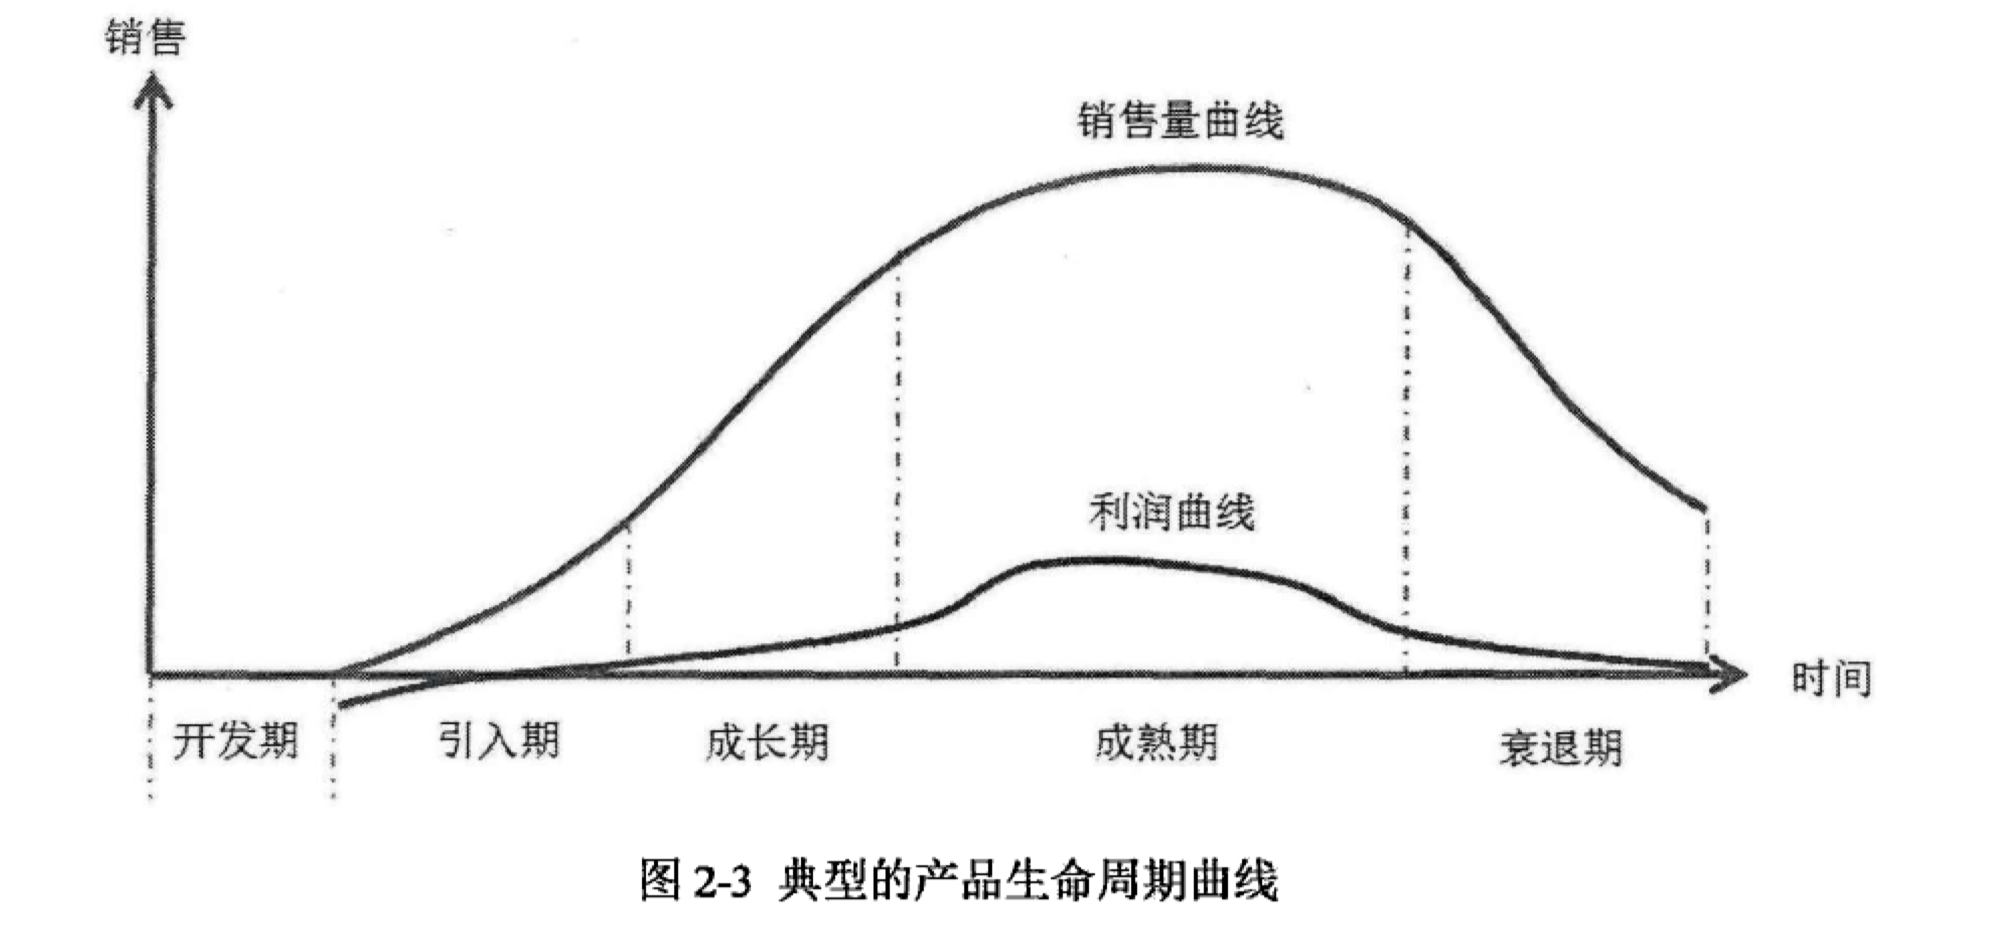 销售
销售量曲线
利润曲线
时间
开发期
引入期
成长期
成熟期
衰退期
图 2-3 典型的产品生命周期曲线